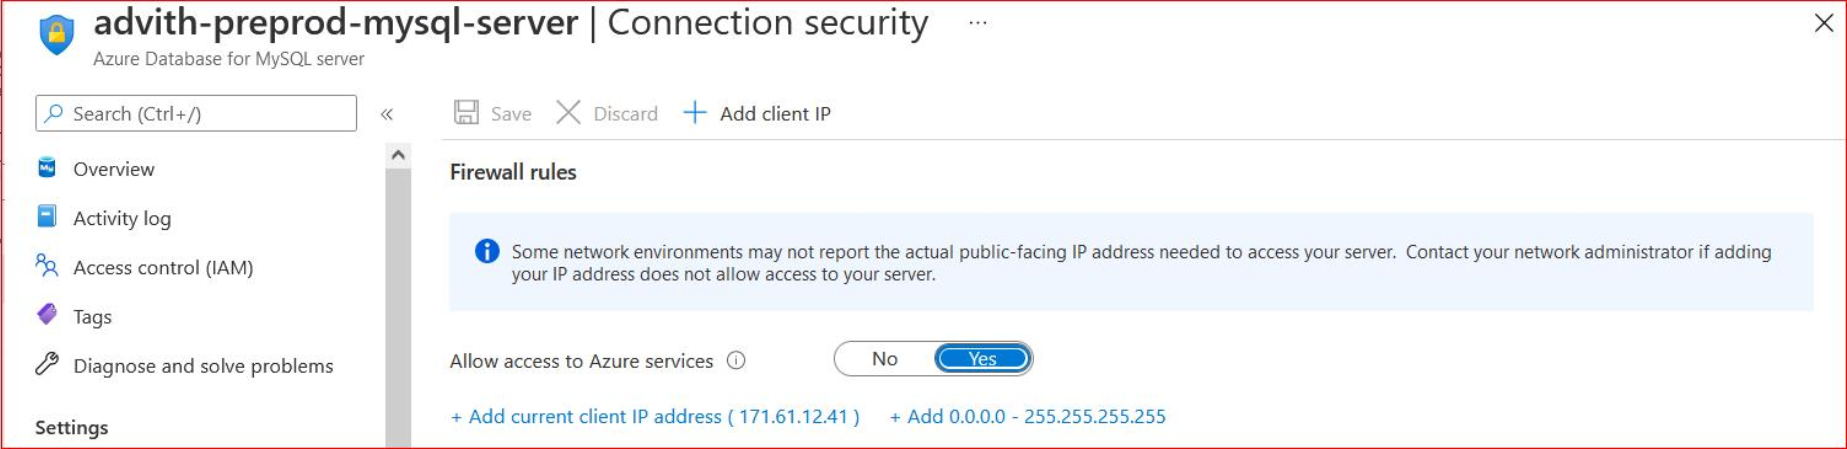 advith-preprod-mysql-server | Connection security ...
Azure Database for MySQL server
Search (Ctrl+/)
«
Save
Discard
Add client IP
Overview
Activity log
Access control (IAM)
Tags
Diagnose and solve problems
Settings
Firewall rules
Some network environments may not report the actual public-facing IP address needed to access your server. Contact your network administrator if adding
your IP address does not allow access to your server.
Allow access to Azure services
No
Yes
+ Add current client IP address ( 171.61.12.41 )
+ Add 0.0.0.0 - 255.255.255.255